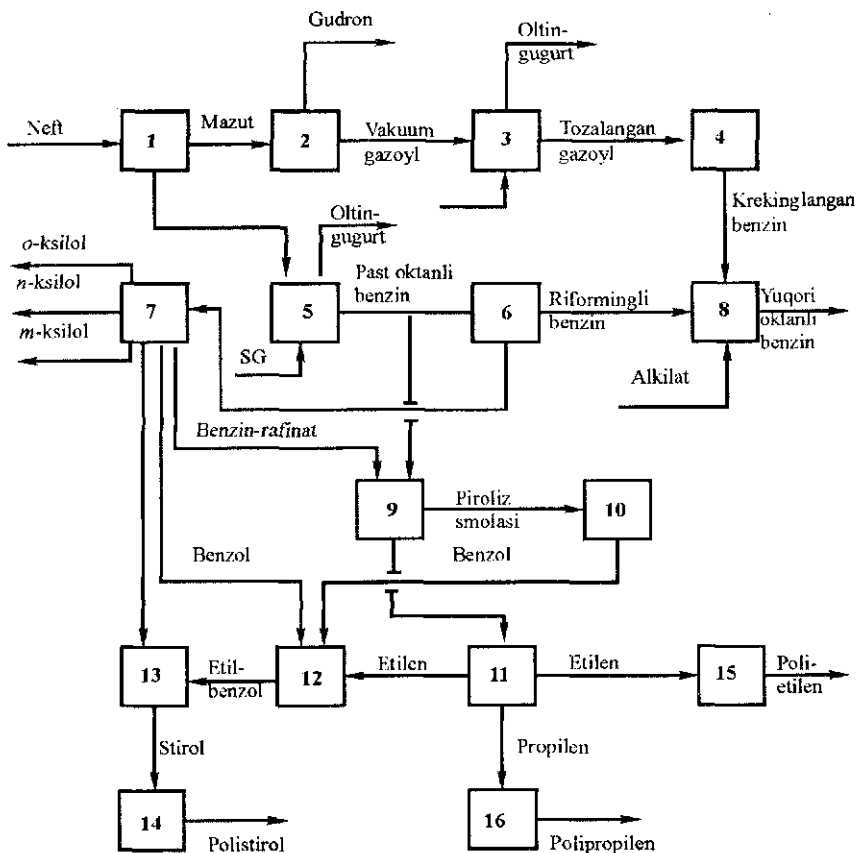 Gudron
Oltin-
gugurt
Neft
1
Mazut
2
Vakuum
gazoyl
3
Tozalangan
gazoyl
4
Oltin-
gugurt
Krekinglangan
benzin
o-ksilol
n-ksilol
m-ksilol
7
5
Past oktanli
benzin
6
Riformingli
benzin
8
Yuqori
oktanli
benzin
SG
Alkilat
Benzin-rafinat
9
Piroliz
smolasi
10
Benzol
Benzol
13
Etil-
benzol
12
Etilen
11
Etilen
15
Poli-
etilen
Stirol
Propilen
14
Polistirol
16
Polipropilen